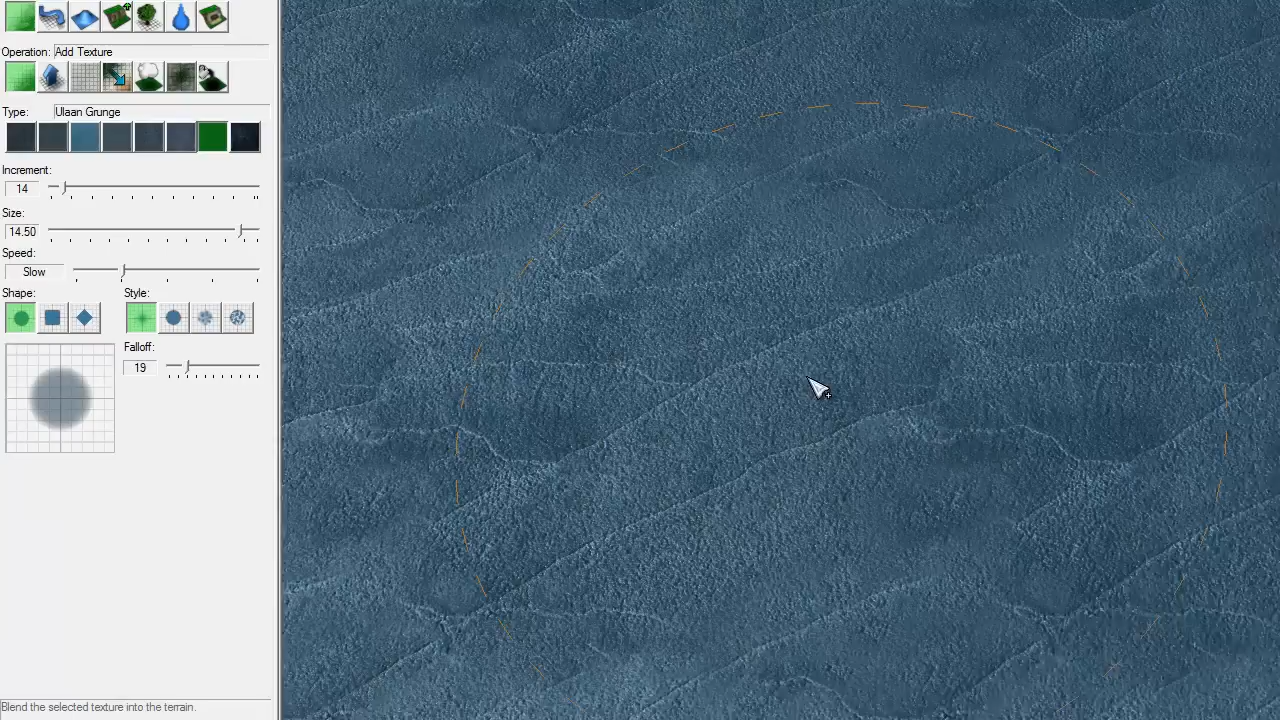 Operation: Add Texture
Type: Ulaan Grunge
Increment:
14
Size:
14.50
Speed:
Slow
Shape: Style:
Falloff:
19
Blend the selected texture into the terrain.